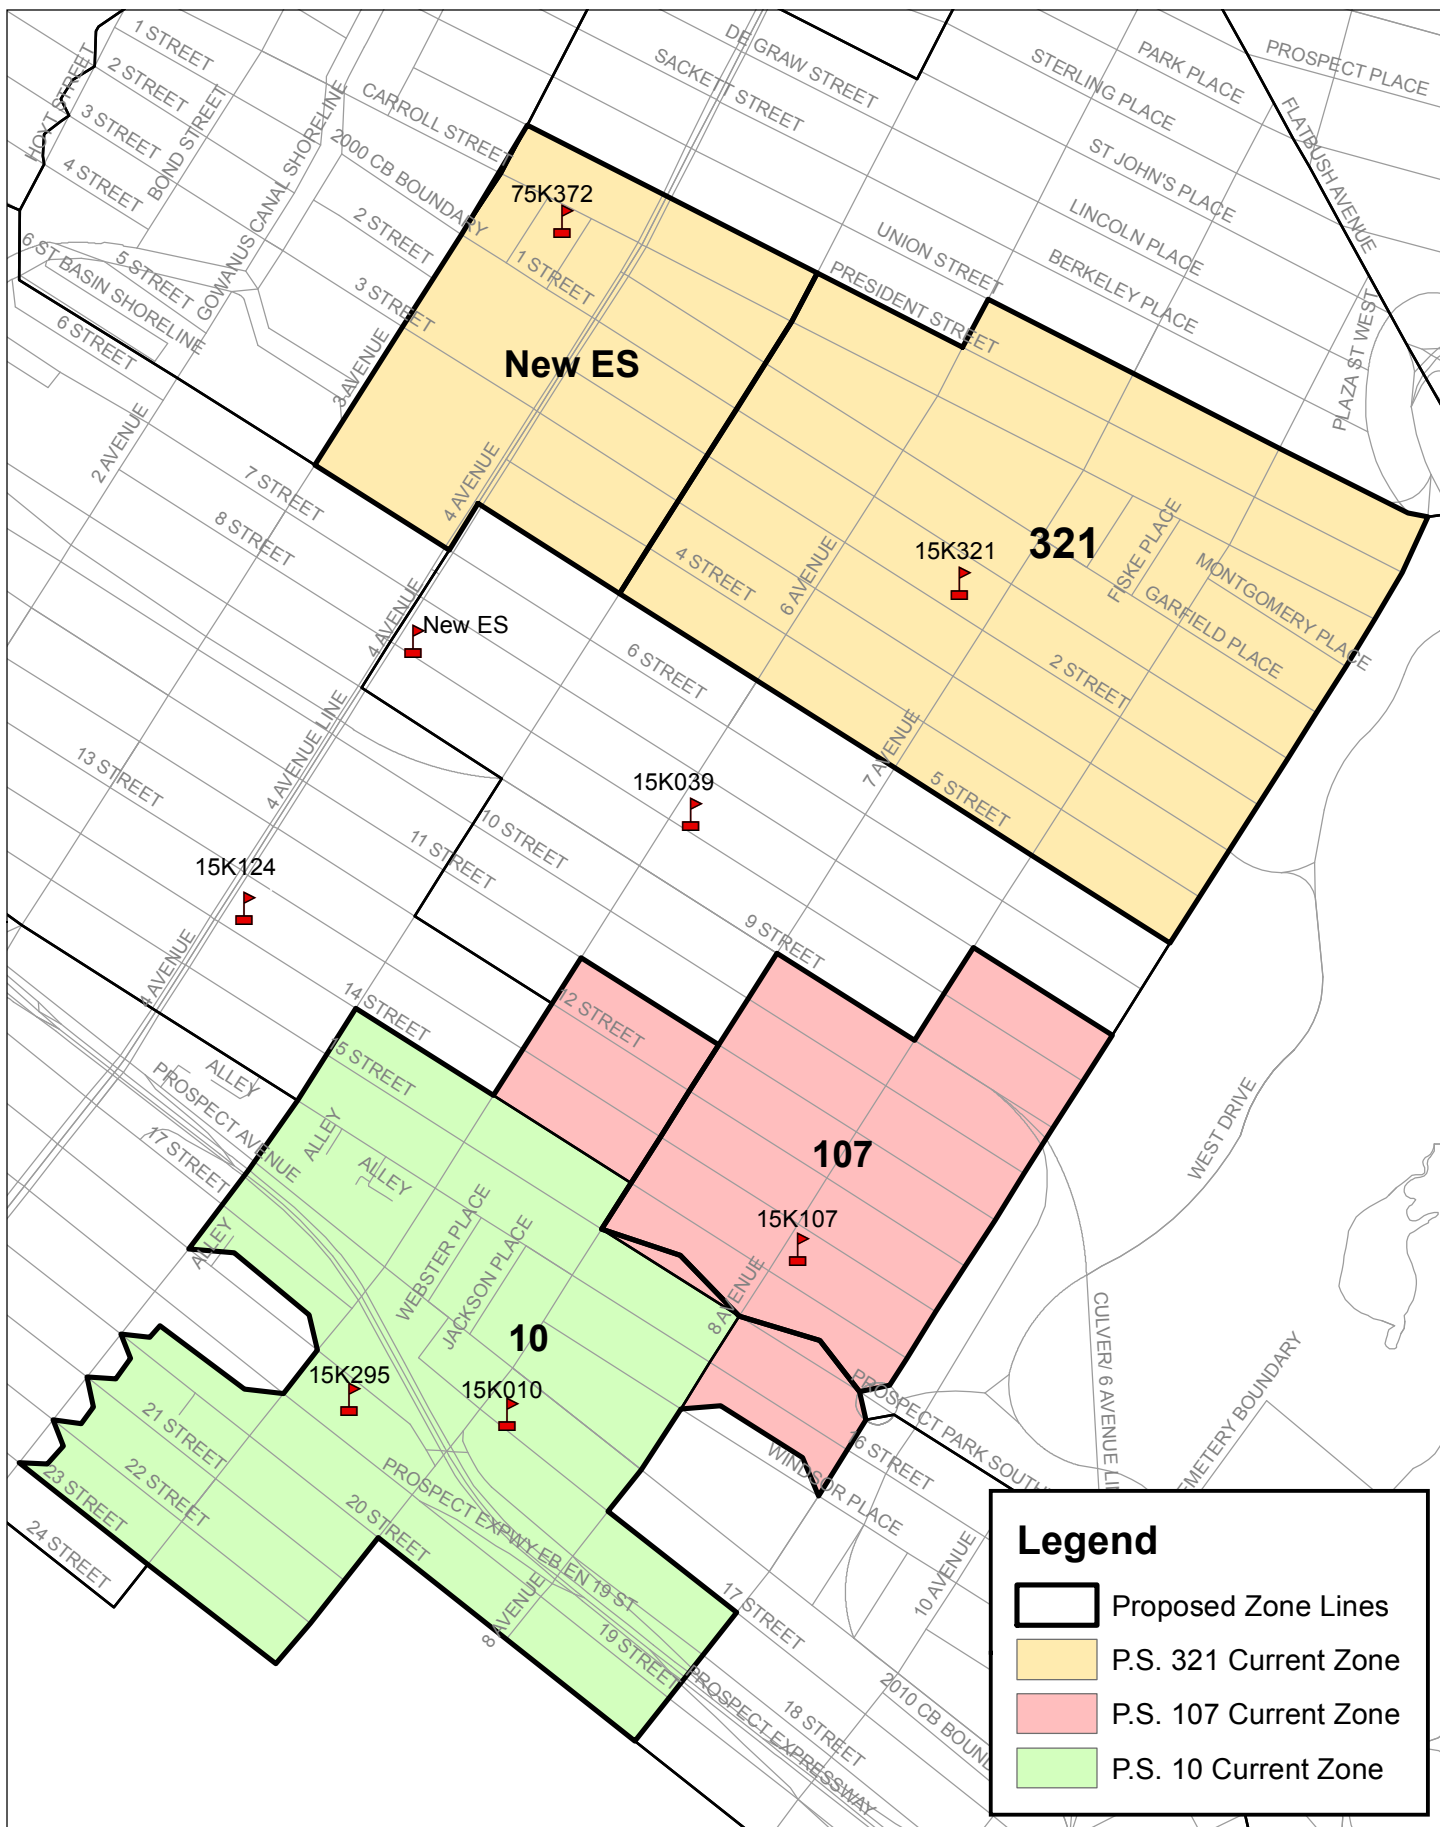 1 STREET
2 STREET
3 STREET
4 STREET
HOYT STREET
BOND STREET
GOWANUS CANAL SHORELINE
CARROLL STREET
2000 CB BOUNDARY
2 STREET
3 STREET
DE GRAW STREET
SACKETT STREET
STERLING PLACE
PARK PLACE
PROSPECT PLACE
FLATBUSH AVENUE
ST JOHN'S PLACE
LINCOLN PLACE
BERKELEY PLACE
UNION STREET
PRESIDENT STREET
PLAZA ST WEST
6 ST BASIN SHORELINE
5 STREET
6 STREET
75K372
1 STREET
New ES
3 AVENUE
2 AVENUE
4 AVENUE
7 STREET
8 STREET
321
15K321
4 STREET
6 AVENUE
FISKE PLACE
MONTGOMERY PLACE
GARFIELD PLACE
2 STREET
4 AVENUE
New ES
6 STREET
7 AVENUE
5 STREET
4 AVENUE LINE
13 STREET
15K039
10 STREET
11 STREET
15K124
9 STREET
4 AVENUE
14 STREET
12 STREET
15 STREET
ALLEY
PROSPECT AVENUE
17 STREET
ALLEY
ALLEY
ALLEY
WEBSTER PLACE
JACKSON PLACE
107
15K107
8 AVENUE
WEST DRIVE
CULVER/ 6 AVENUE LI
EMETERY BOUNDARY
10
15K295
15K010
PROSPECT PARK SOUTH
16 STREET
WINDSOR PLACE
21 STREET
22 STREET
23 STREET
24 STREET
20 STREET
PROSPECT EXPWY EB EN 19 ST
8 AVENUE
19 STREET
17 STREET
10 AVENUE
PROSPECT EXPRESSWAY
18 STREET
2010 CB BOUN
Legend
Proposed Zone Lines
P.S. 321 Current Zone
P.S. 107 Current Zone
P.S. 10 Current Zone